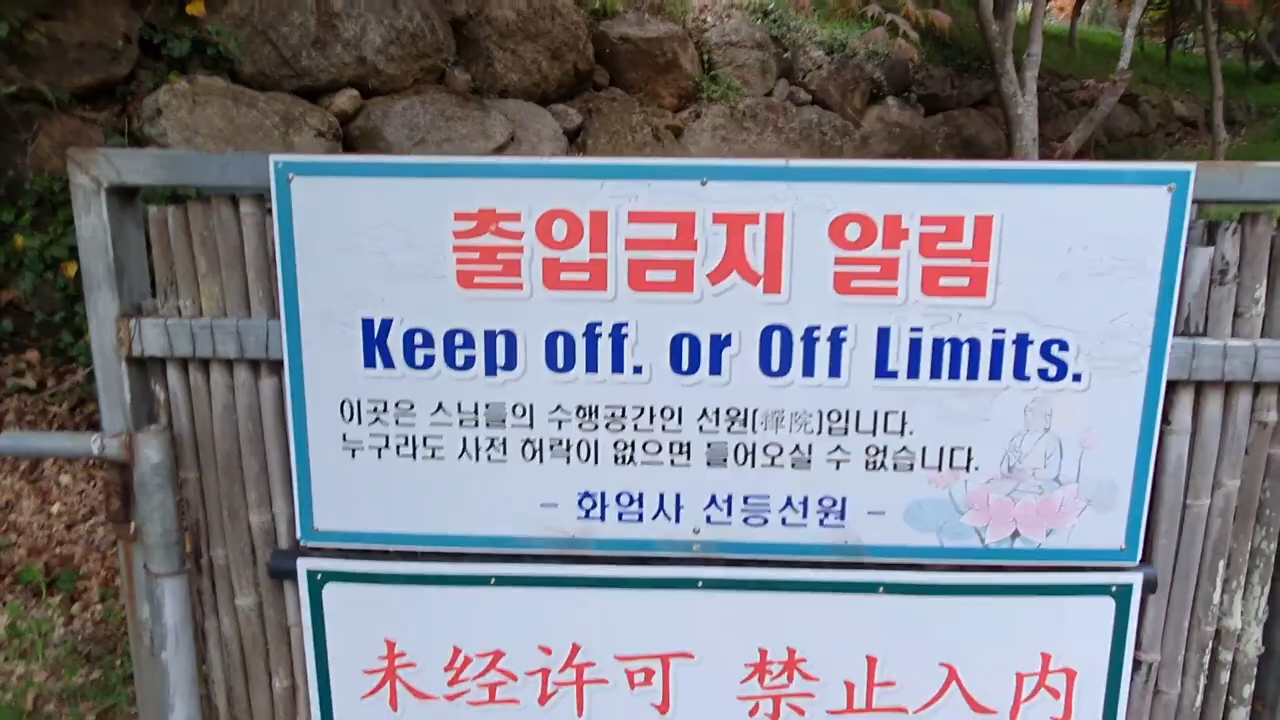 출입금지 알림
Keep off. or Off Limits.
이곳은 스님들의 수행공간인 선원(禪院)입니다.
누구라도 사전 허락이 없으면 들어오실 수 없습니다.
- 화엄사 선등선원 -
未经许可 禁止入内